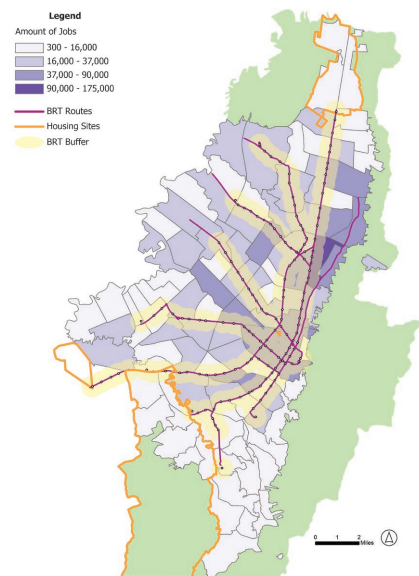 Legend
Amount of Jobs
300 - 16,000
16,000 - 37,000
37,000 - 90,000
90,000 - 175,000
BRT Routes
Housing Sites
BRT Buffer
0 1 2
Miles